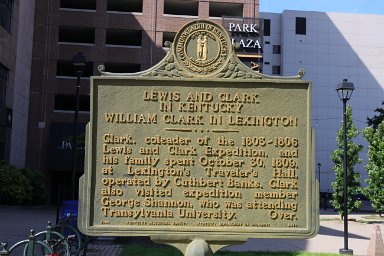 PARK
PLAZA
LEWIS AND CLARK
IN KENTUCKY
WILLIAM CLARK IN LEXINGTON
Clark, coleader of the 1803-1806
Lewis and Clark Expedition, and
his family spent October 30, 1809
at Lexington's Traveler's Hall,
operated by Cuthbert Banks. Clark
also visited expedition member
George Shannon, who was attending
Transylvania University. Over.